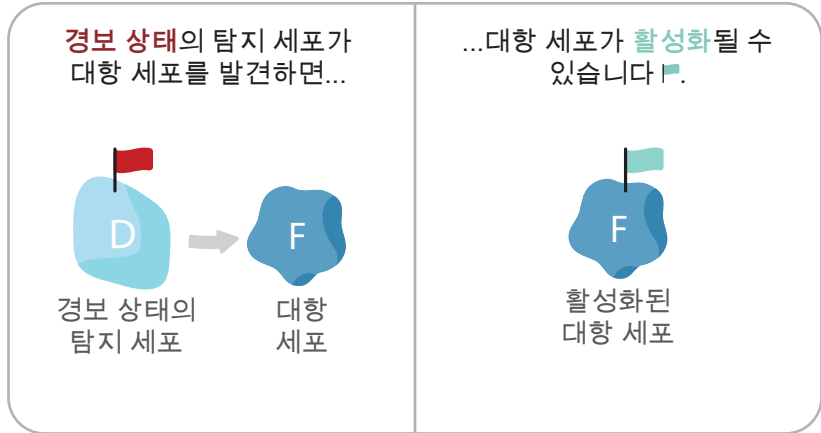 경보 상태의 탐지 세포가
대항 세포를 발견하면...
D
F
경보 상태의
탐지 세포
대항
세포
...대항 세포가 활성화될 수
있습니다 .
F
활성화된
대항 세포